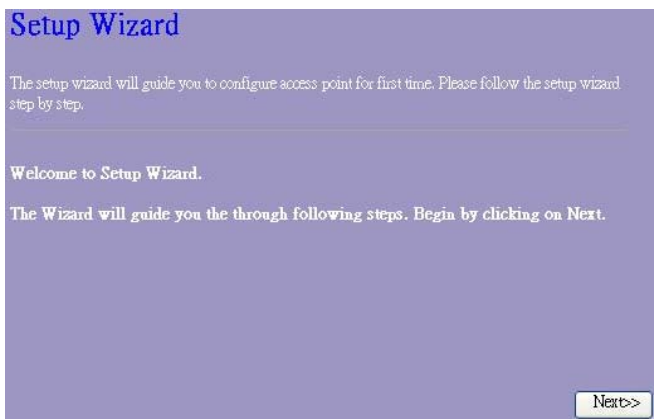 Setup Wizard
The setup wizard will guide you to configure access point for first time. Please follow the setup wizard
step by step.
Welcome to Setup Wizard.
The Wizard will guide you the through following steps. Begin by clicking on Next.
Next>>